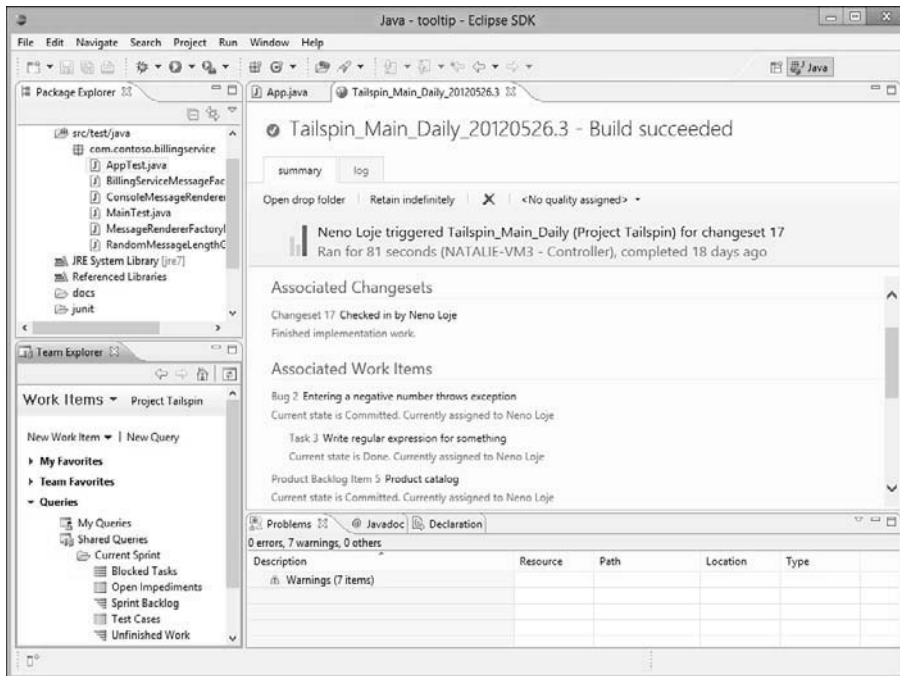 Java - tooltip - Eclipse SDK
File Edit Navigate Search Project Run Window Help
Java
Package Explorer
src/test/java
com.contoso.billingservice
AppTest.java
BillingServiceMessageFac
ConsoleMessageRenderer
MainTest.java
MessageRendererFactoryI
RandomMessageLengthC
JRE System Library [jre7]
Referenced Libraries
docs
junit
Team Explorer
Work Items Project Tailspin
New Work Item | New Query
My Favorites
Team Favorites
Queries
My Queries
Shared Queries
Current Sprint
Blocked Tasks
Open Impediments
Sprint Backlog
Test Cases
Unfinished Work
App.java Tailspin_Main_Daily_20120526.3
Tailspin_Main_Daily_20120526.3 - Build succeeded
summary log
Open drop folder | Retain indefinitely | X | <No quality assigned>
Neno Loje triggered Tailspin_Main_Daily (Project Tailspin) for changeset 17
Ran for 81 seconds (NATALIE-VM3 - Controller), completed 18 days ago
Associated Changesets
Changeset 17 Checked in by Neno Loje
Finished implementation work.
Associated Work Items
Bug 2 Entering a negative number throws exception
Current state is Committed. Currently assigned to Neno Loje
Task 3 Write regular expression for something
Current state is Done. Currently assigned to Neno Loje
Product Backlog Item 5 Product catalog
Current state is Committed. Currently assigned to Neno Loje
Problems @ Javadoc Declaration
0 errors, 7 warnings, 0 others
Description Resource Path Location Type
Warnings (7 items)